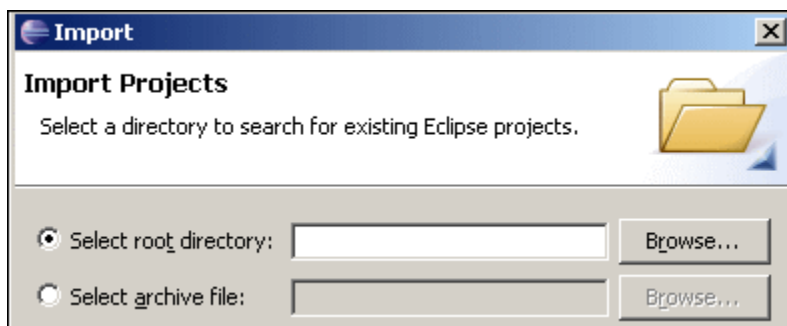 Import
Import Projects
Select a directory to search for existing Eclipse projects.
Select root directory:
Browse...
Select archive file:
Browse...